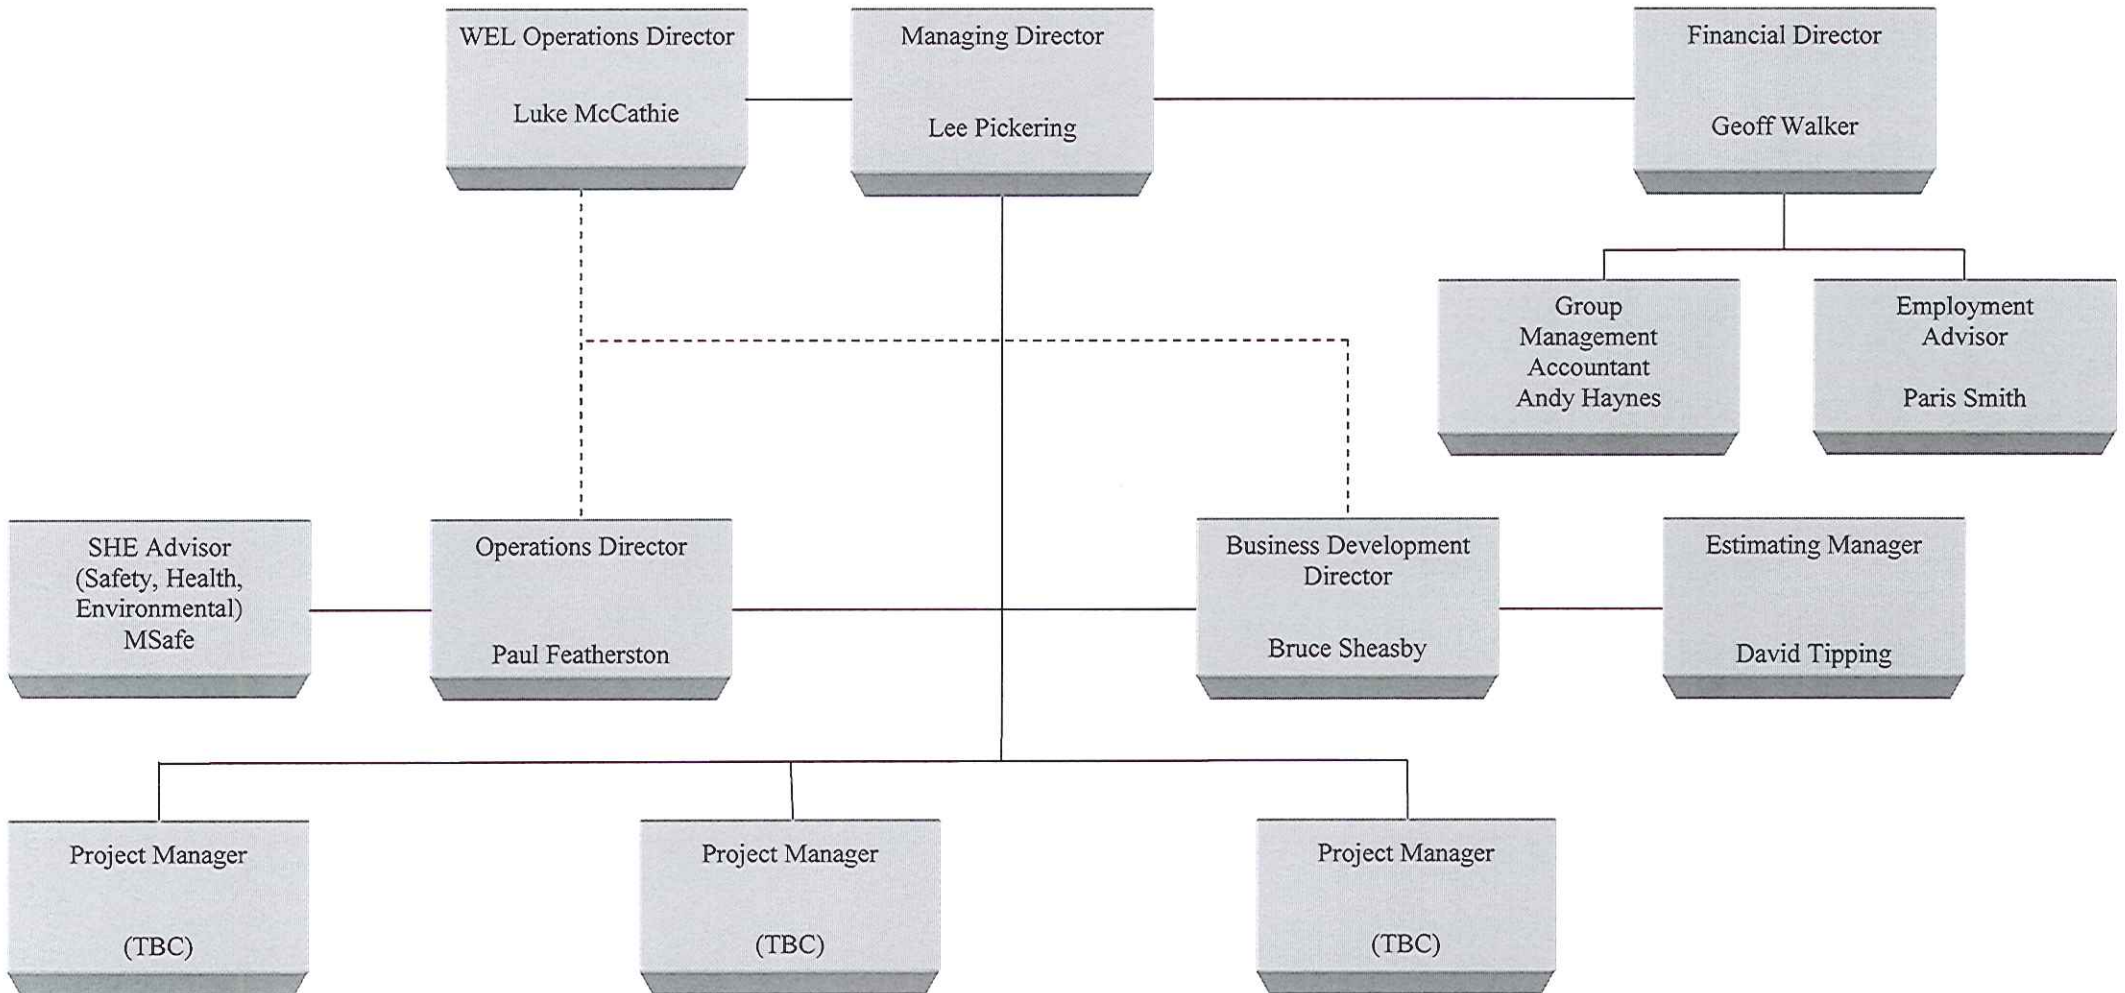 WEL Operations Director
Luke McCathie
Managing Director
Lee Pickering
Financial Director
Geoff Walker
Group
Management
Accountant
Andy Haynes
Employment
Advisor
Paris Smith
SHE Advisor
(Safety, Health,
Environmental)
MSafe
Operations Director
Paul Featherston
Business Development
Director
Bruce Sheasby
Estimating Manager
David Tipping
Project Manager
(TBC)
Project Manager
(TBC)
Project Manager
(TBC)